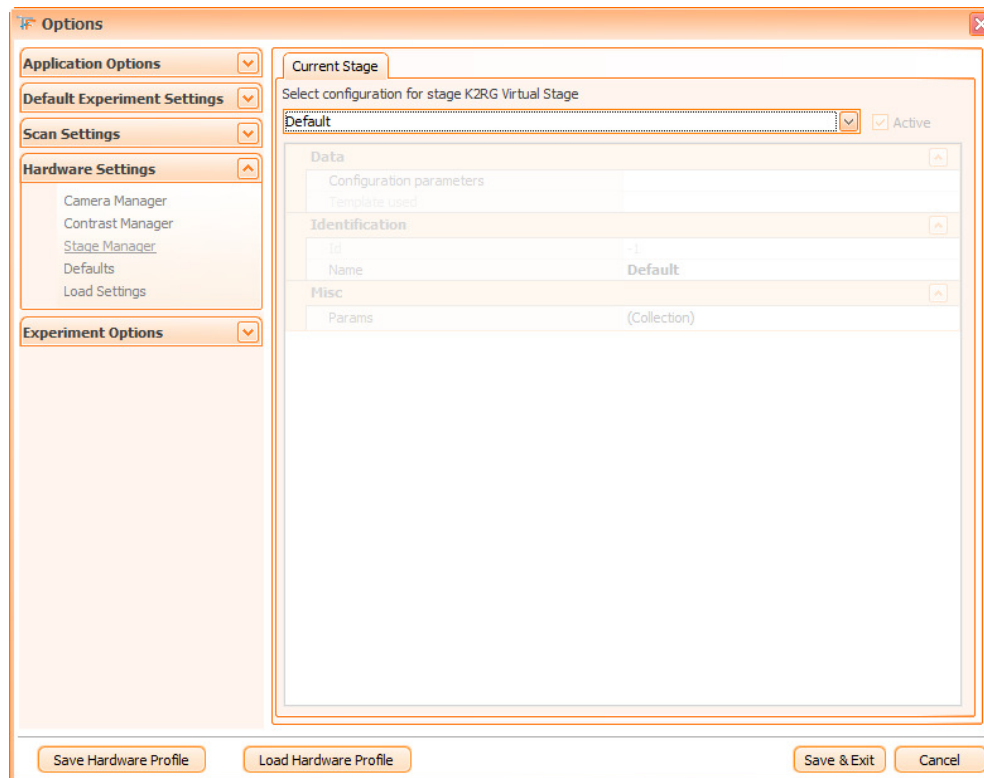 Options
Application Options
Default Experiment Settings
Scan Settings
Hardware Settings
Camera Manager
Contrast Manager
Stage Manager
Defaults
Load Settings
Experiment Options
Current Stage
Select configuration for stage K2RG Virtual Stage
Default
Active
Data
Configuration parameters
Template used
Identification
Id -1
Name Default
Misc
Params (Collection)
Save Hardware Profile
Load Hardware Profile
Save & Exit
Cancel